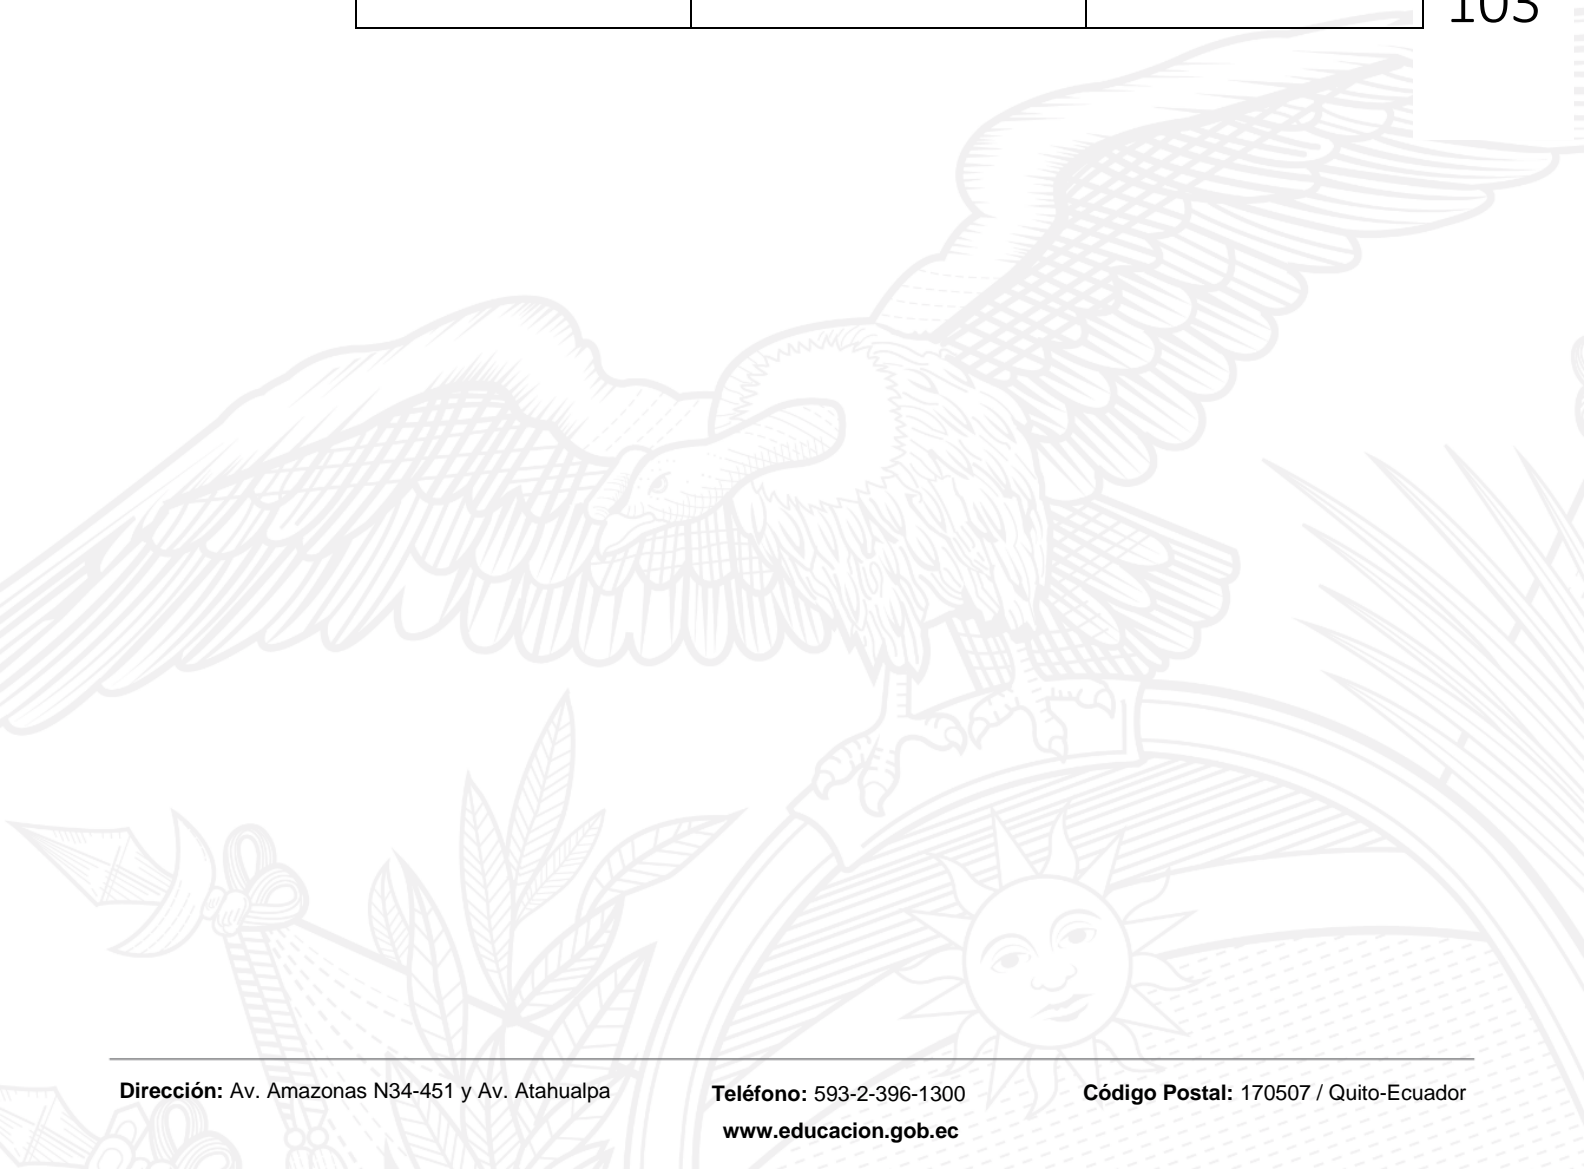 103
Dirección: Av. Amazonas N34-451 y Av. Atahualpa Teléfono: 593-2-396-1300 Código Postal: 170507 / Quito-Ecuador
www.educacion.gob.ec